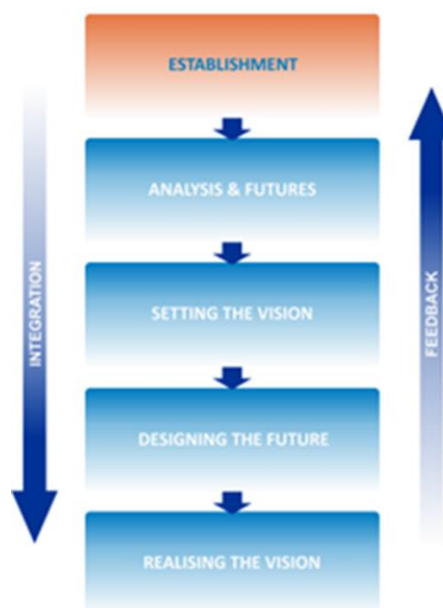 ESTABLISHMENT
ANALYSIS & FUTURES
SETTING THE VISION
DESIGNING THE FUTURE
REALISING THE VISION
INTEGRATION
FEEDBACK